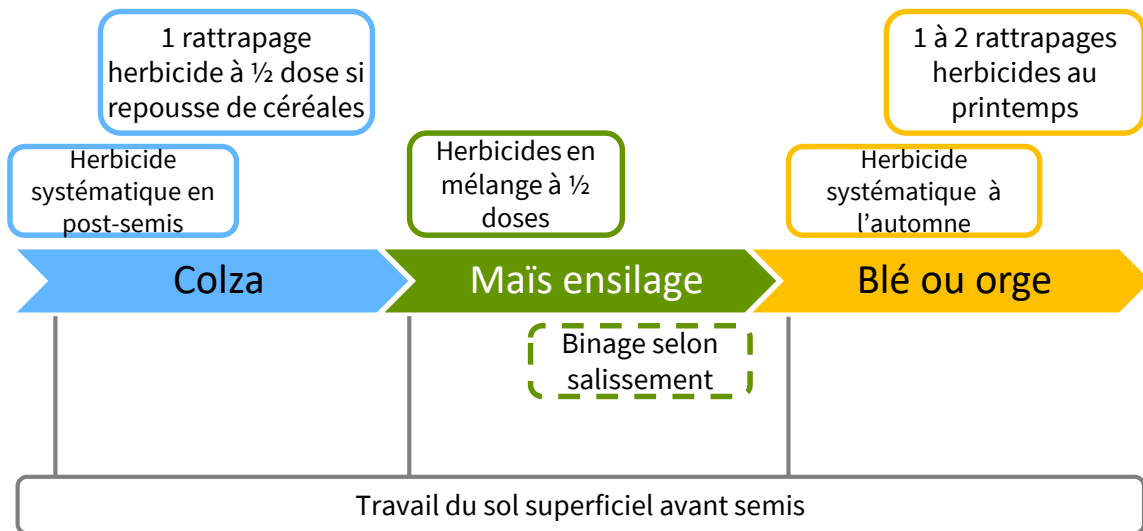 1 rattrapage
herbicide à ½ dose si
repousse de céréales
1 à 2 rattrapages
herbicides au
printemps
Herbicide
systématique en
post-semis
Herbicides en
mélange à ½
doses
Herbicide
systématique à
l’automne
Colza
Maïs ensilage
Blé ou orge
Binage selon
salissement
Travail du sol superficiel avant semis